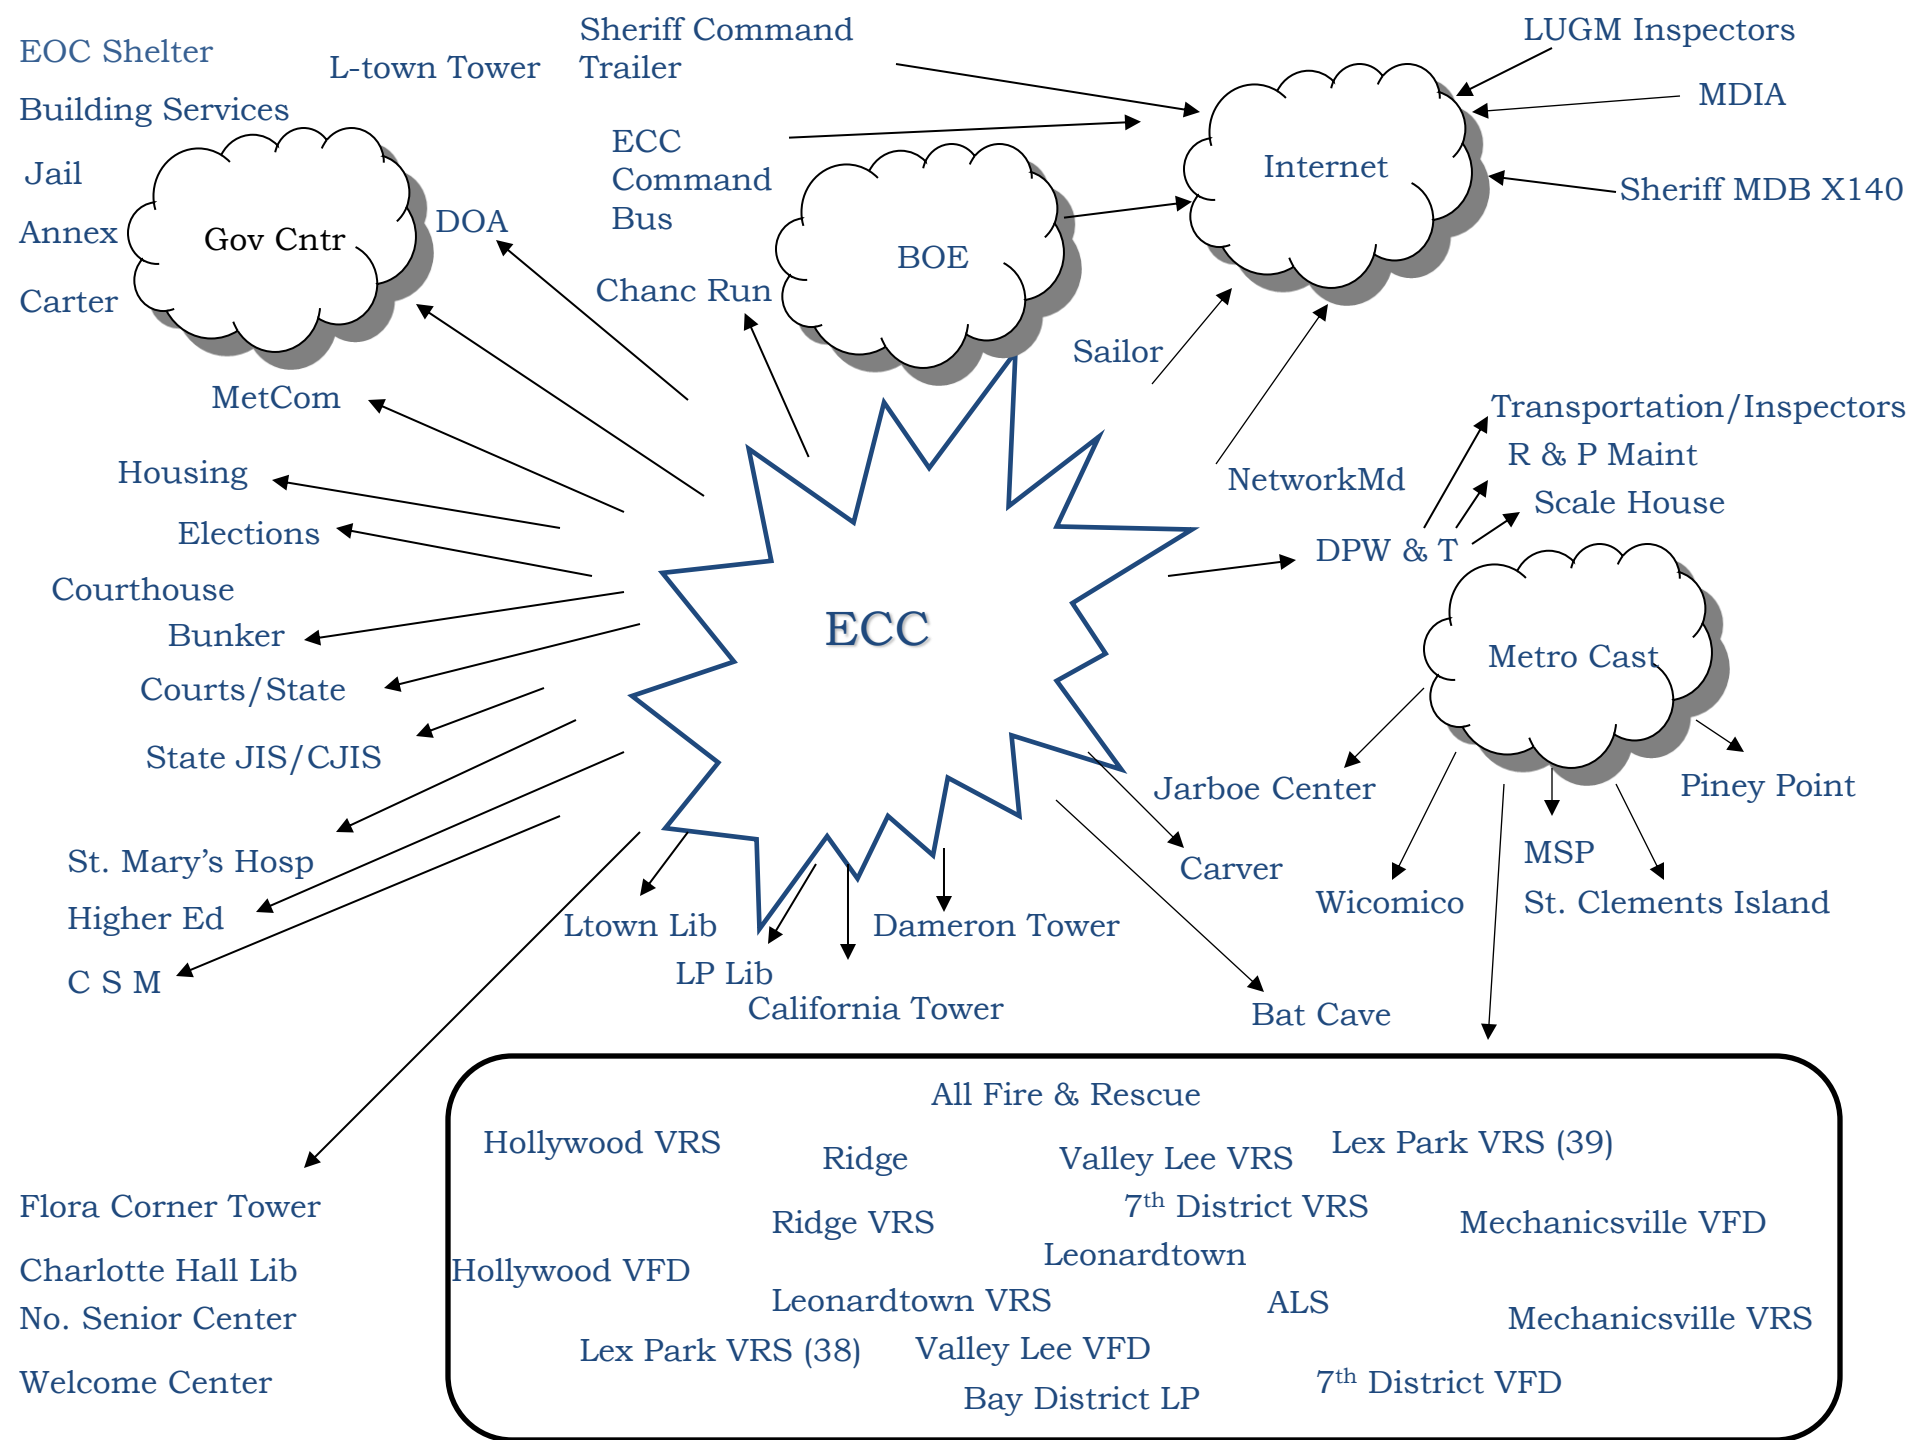 EOC Shelter
L-town Tower
Sheriff Command
Trailer
LUGM Inspectors
Building Services
MDIA
ECC
Command
Bus
Internet
Jail
Sheriff MDB X140
Annex
Gov Cntr
DOA
BOE
Carter
Chanc Run
Sailor
MetCom
Transportation/Inspectors
R & P Maint
Housing
NetworkMd
Scale House
Elections
DPW & T
Courthouse
Bunker
ECC
Metro Cast
Courts/State
State JIS/CJIS
Jarboe Center
Piney Point
St. Mary’s Hosp
Carver
MSP
Higher Ed
Ltown Lib
Dameron Tower
Wicomico
St. Clements Island
C S M
LP Lib
California Tower
Bat Cave
All Fire & Rescue
Hollywood VRS
Ridge
Valley Lee VRS
Lex Park VRS (39)
Flora Corner Tower
Ridge VRS
7th District VRS
Mechanicsville VFD
Leonardtown
Charlotte Hall Lib
Hollywood VFD
Leonardtown VRS
ALS
No. Senior Center
Mechanicsville VRS
Lex Park VRS (38)
Valley Lee VFD
Welcome Center
Bay District LP
7th District VFD